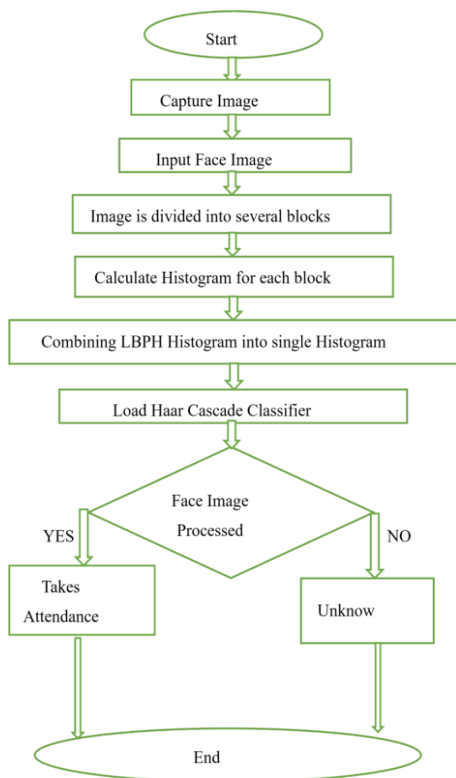 Start
Capture Image
Input Face Image
Image is divided into several blocks
Calculate Histogram for each block
Combining LBPH Histogram into single Histogram
Load Haar Cascade Classifier
Face Image
Processed
YES
NO
Takes
Attendance
Unknow
End